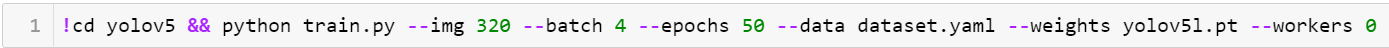 1 !cd yolov5 && python train.py --img 320 --batch 4 --epochs 50 --data dataset.yaml --weights yolov5l.pt --workers 0